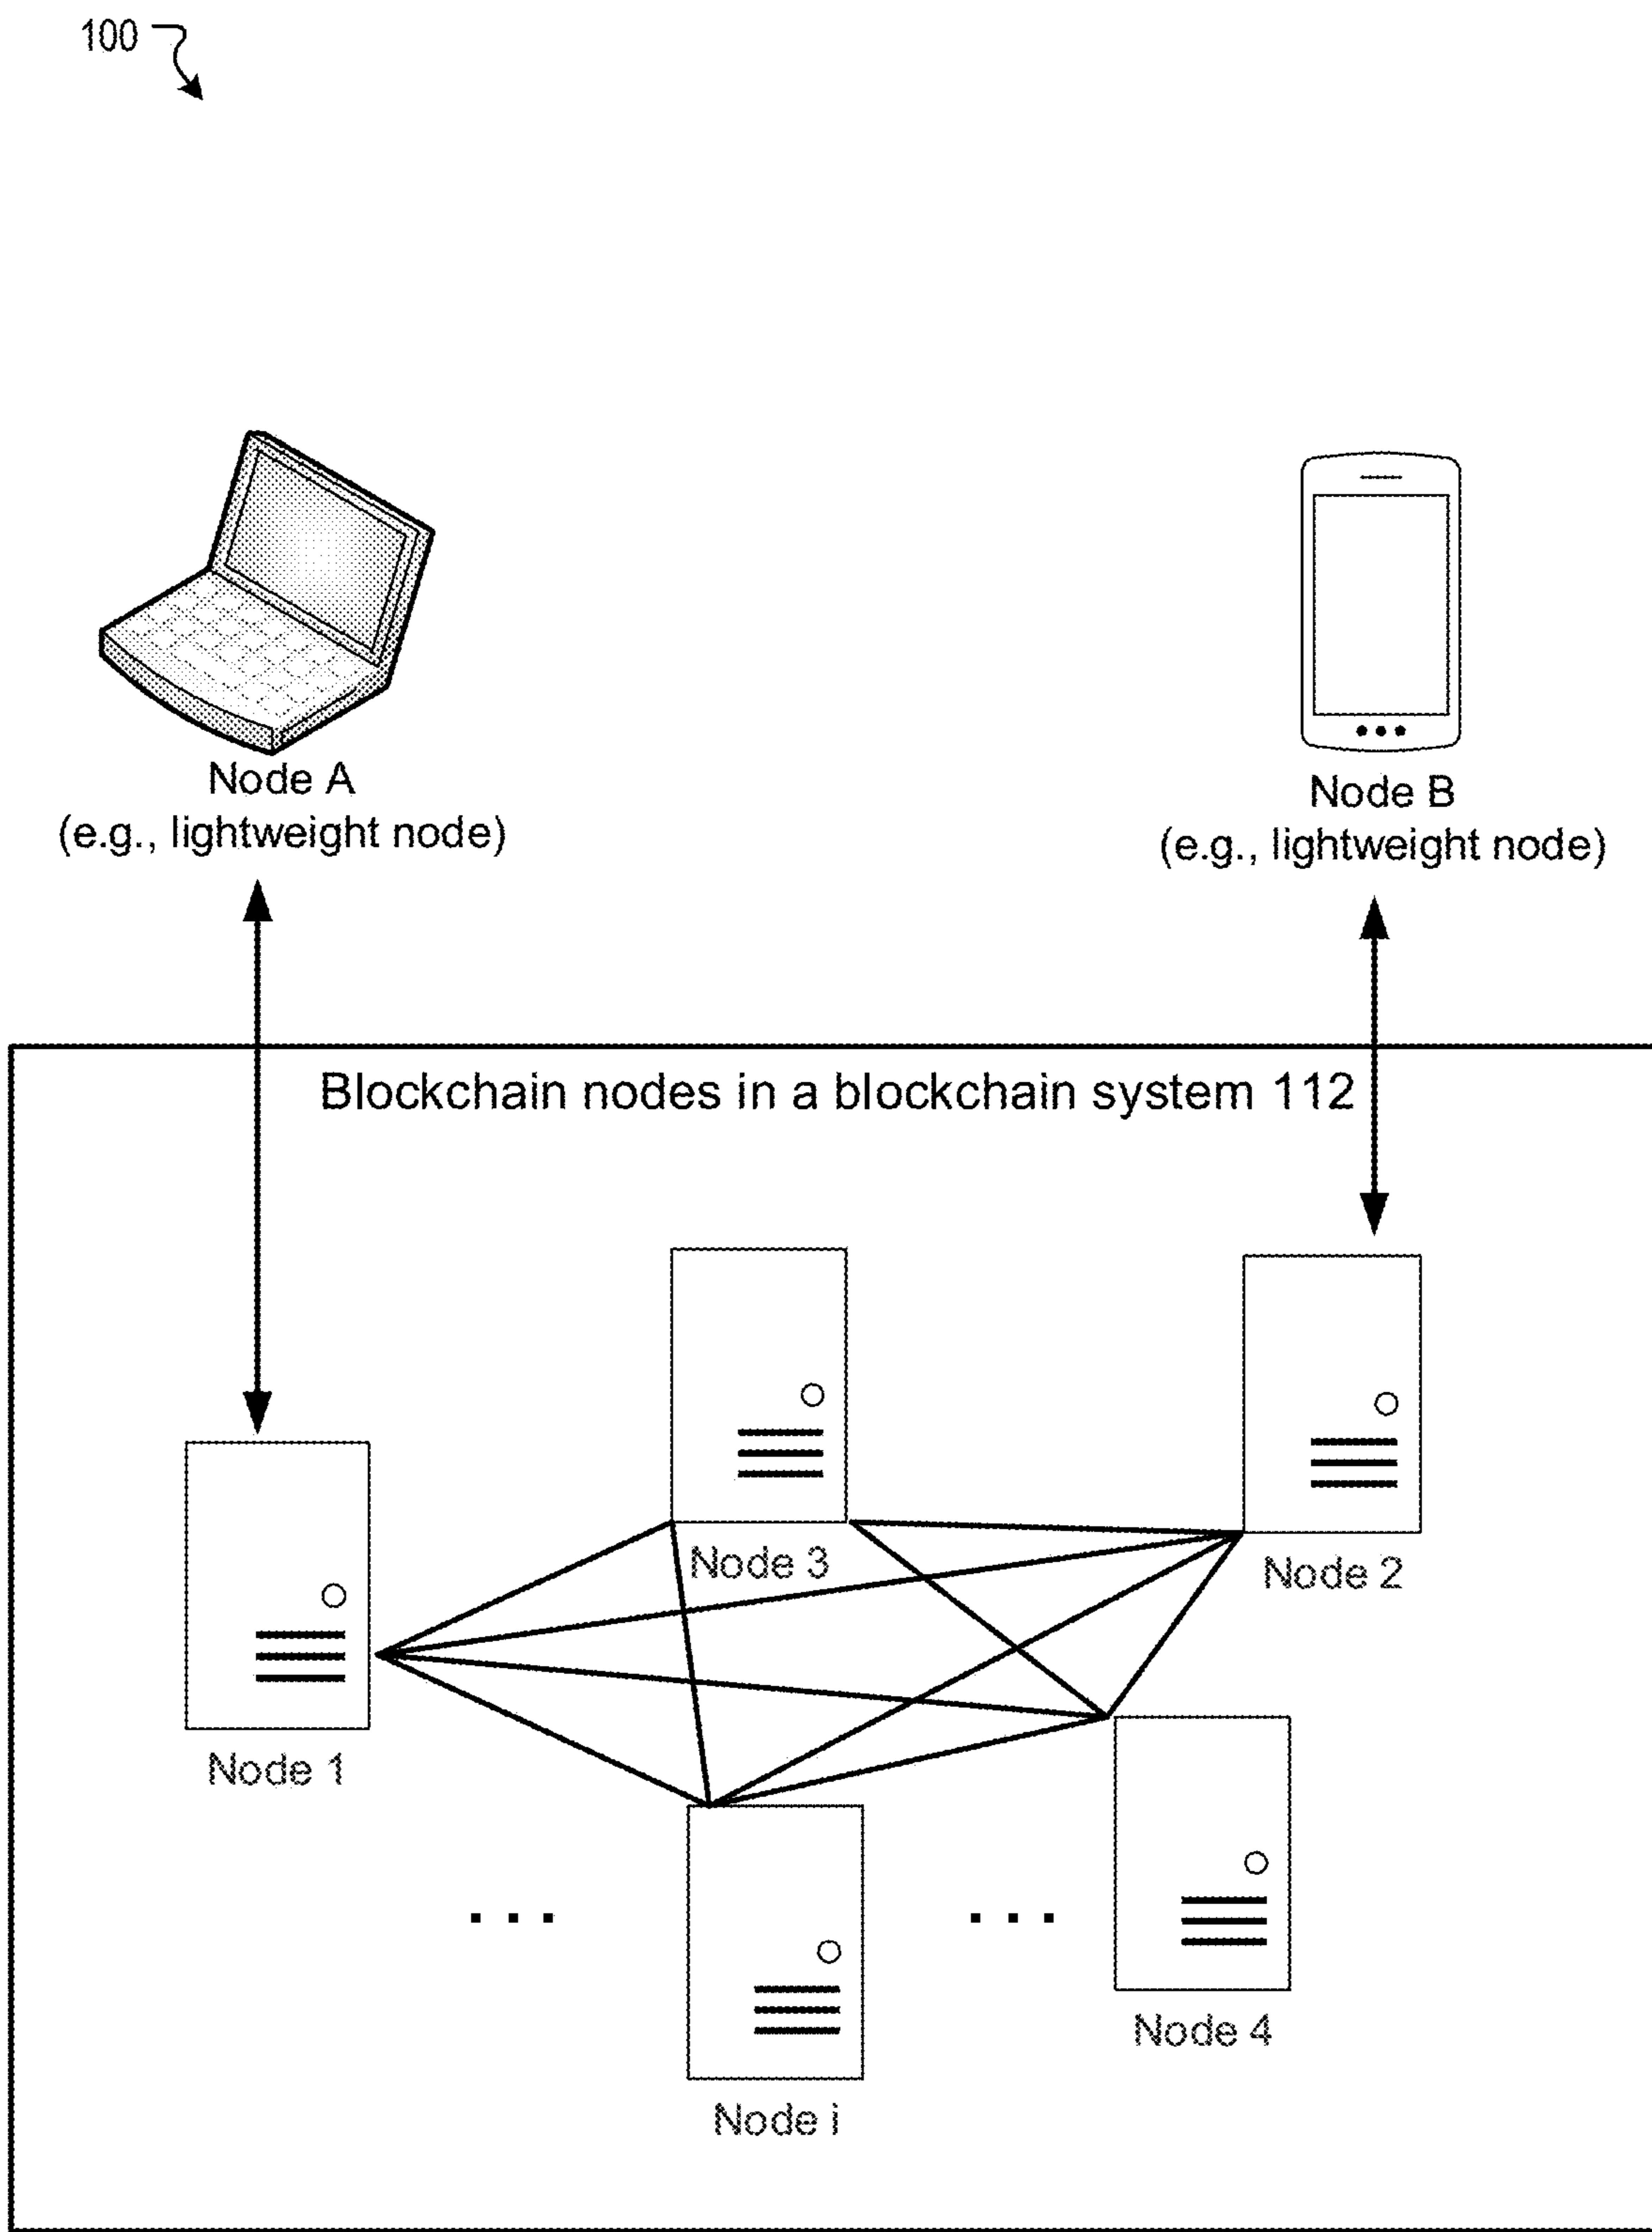 100
Node A
(e.g., lightweight node)
Node B
(e.g., lightweight node)
Blockchain nodes in a blockchain system 112
Node 3
Node 2
Node 1
. . .
. . .
Node 4
Node i